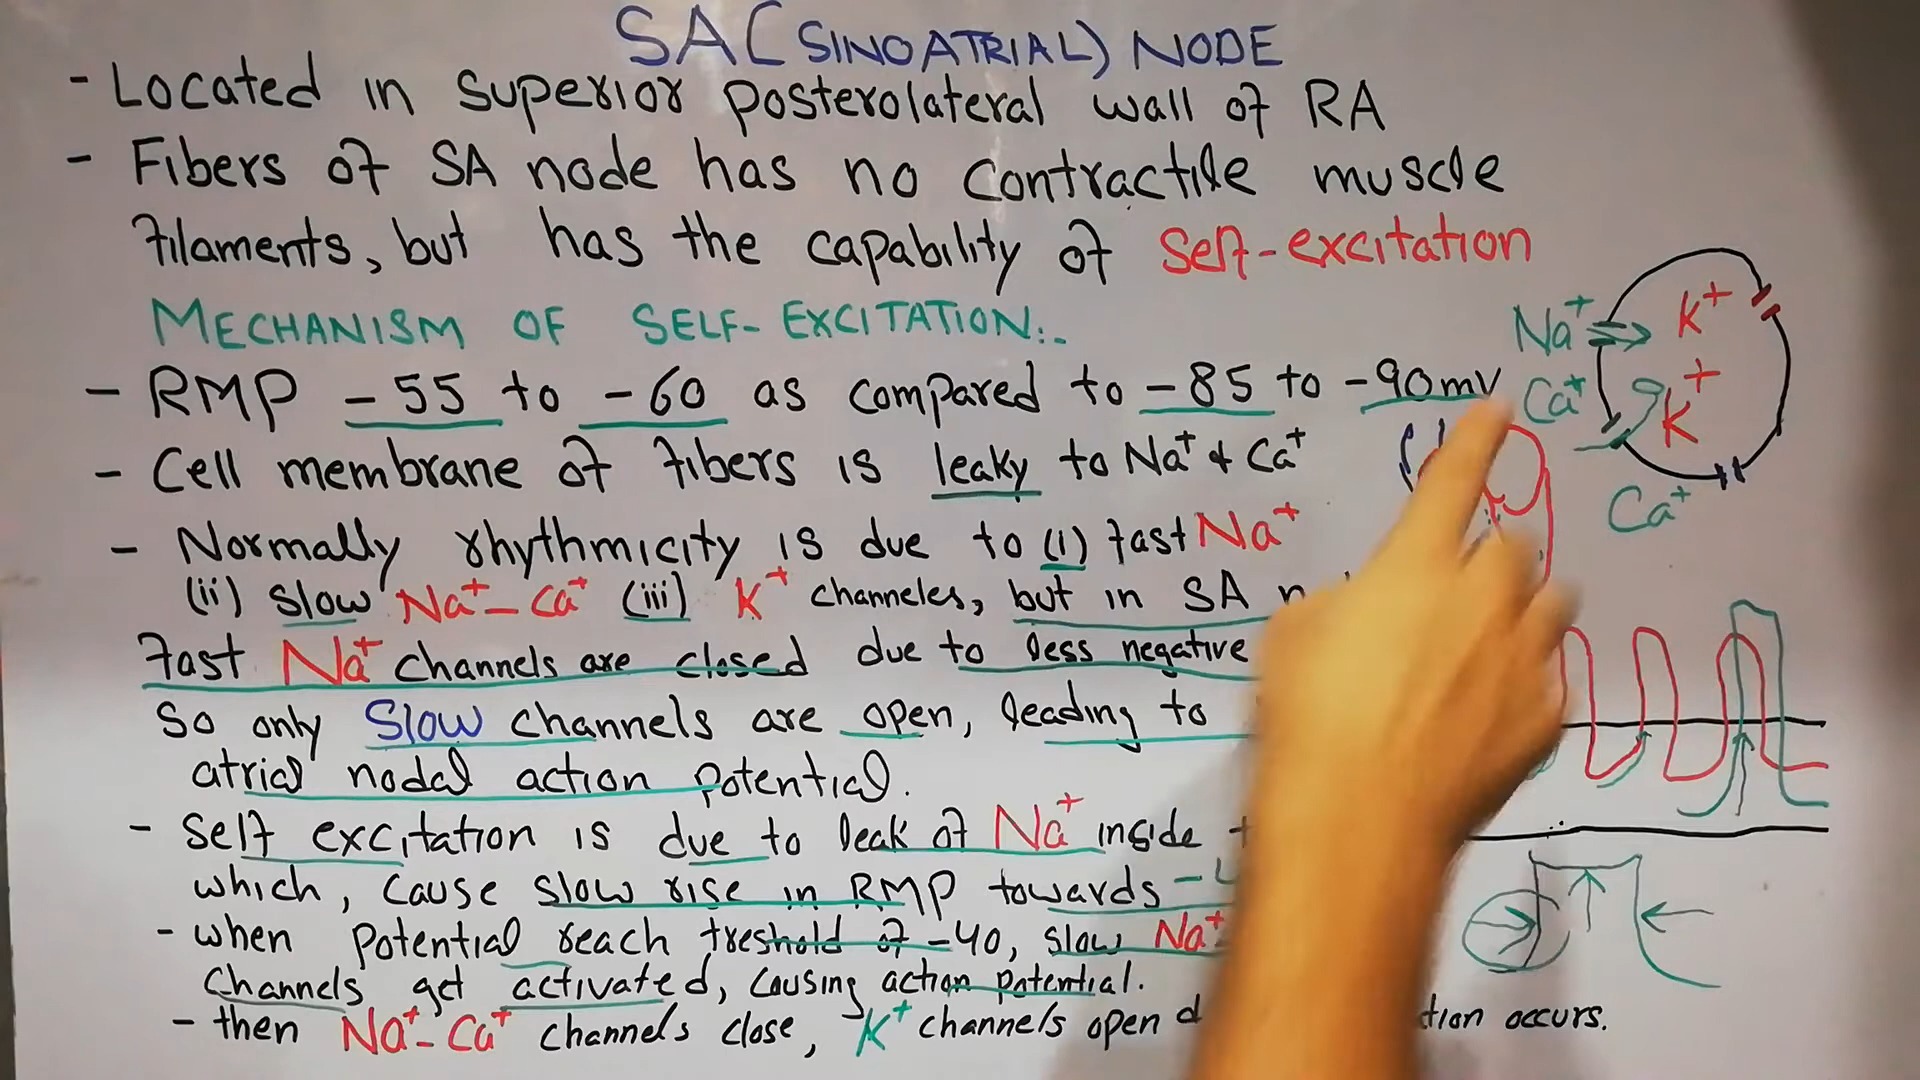 SA (SINOATRIAL) NODE
- Located in superior posterolateral wall of RA
- Fibers of SA node has no contractile muscle
filaments, but has the capability of Self-excitation
MECHANISM OF SELF-EXCITATION:-
- RMP -55 to -60 as compared to -85 to -90mV
- Cell membrane of fibers is leaky to Na+ & Ca+
- Normally rhythmicity is due to (i) fast Na+
(ii) slow Na+-Ca+ (iii) K+ channeles, but in SA
fast Na+ channels are closed due to less negative
So only Slow channels are open, leading to
atrial nodal action potential.
- Self excitation is due to leak of Na+ inside
which, cause slow rise in RMP towards
- when potential reach treshold of -40, slow Na+
channels get activated, causing action potential.
- then Na+-Ca+ channels close, K+ channels open occurs.
Na+
K+
Ca+
K+
Ca+